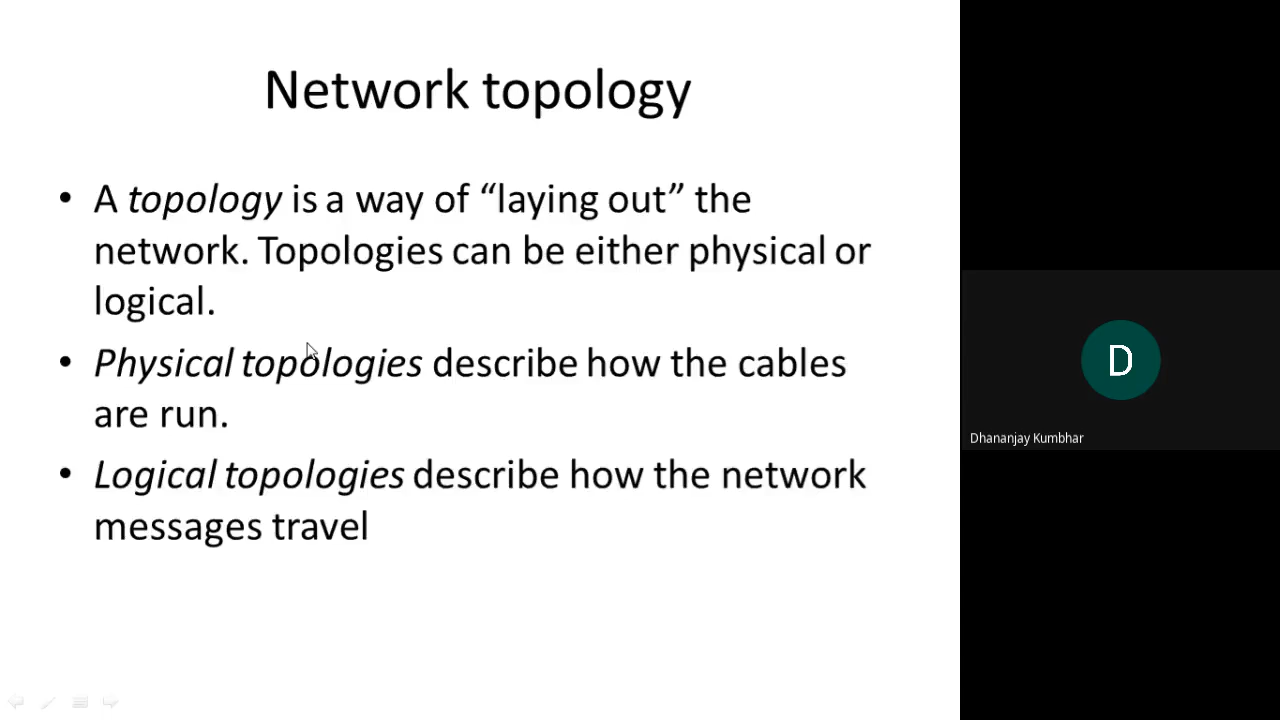 Network topology
• A topology is a way of “laying out” the
network. Topologies can be either physical or
logical.
• Physical topologies describe how the cables
are run.
• Logical topologies describe how the network
messages travel
D
Dhananjay Kumbhar